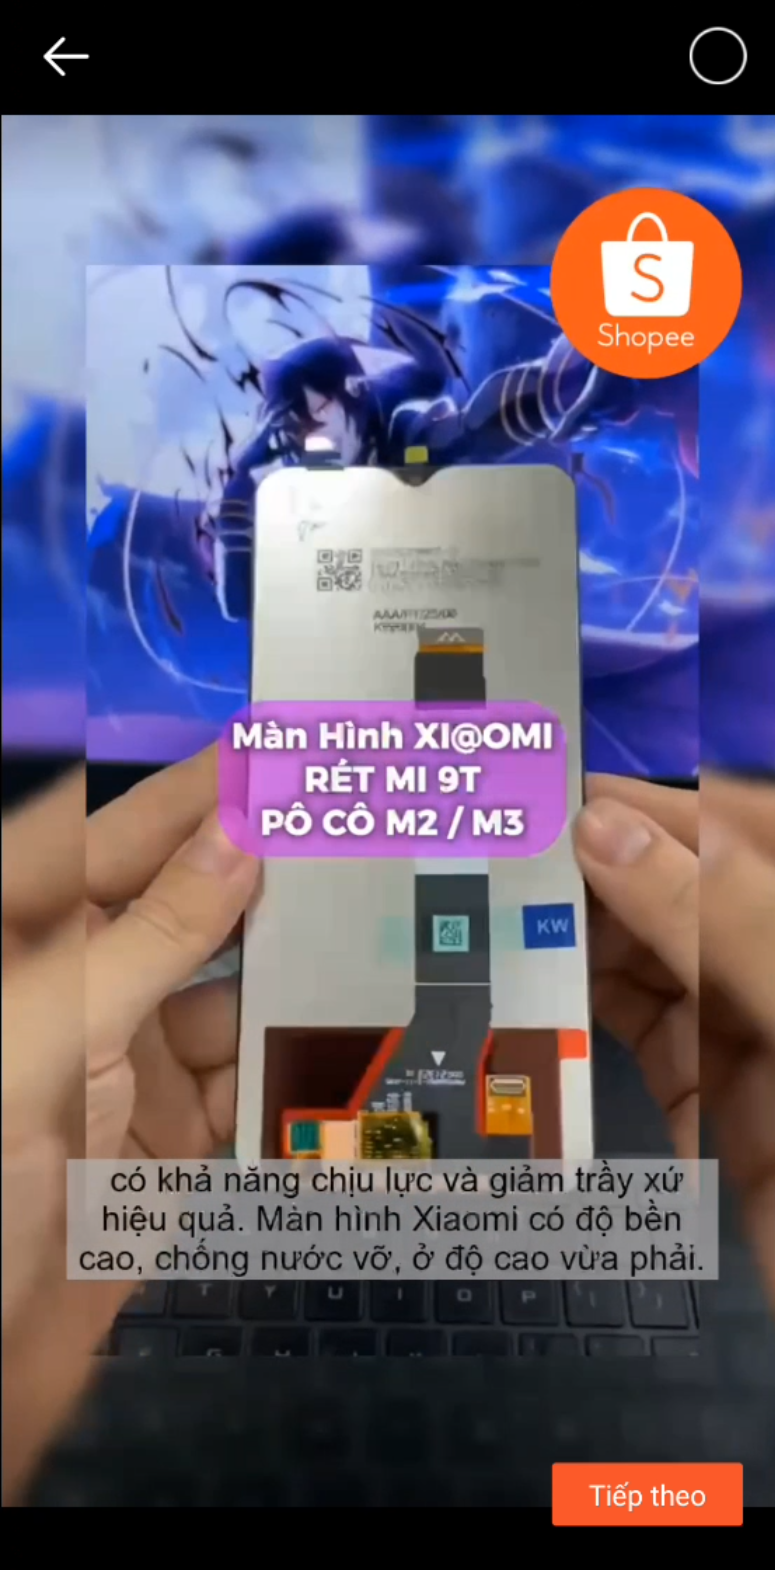 S
Shopee
Màn Hình XI@OMI
RÉT MI 9T
PÔ CÔ M2 / M3
KW
có khả năng chịu lực và giảm trầy xứ
hiệu quả. Màn hình Xiaomi có độ bền
cao, chống nước vỡ, ở độ cao vừa phải.
T Y U I O P
Tiếp theo